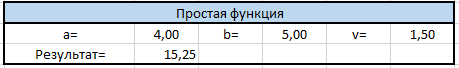 Простая функция
a= 4,00 b= 5,00 v= 1,50
Результат= 15,25